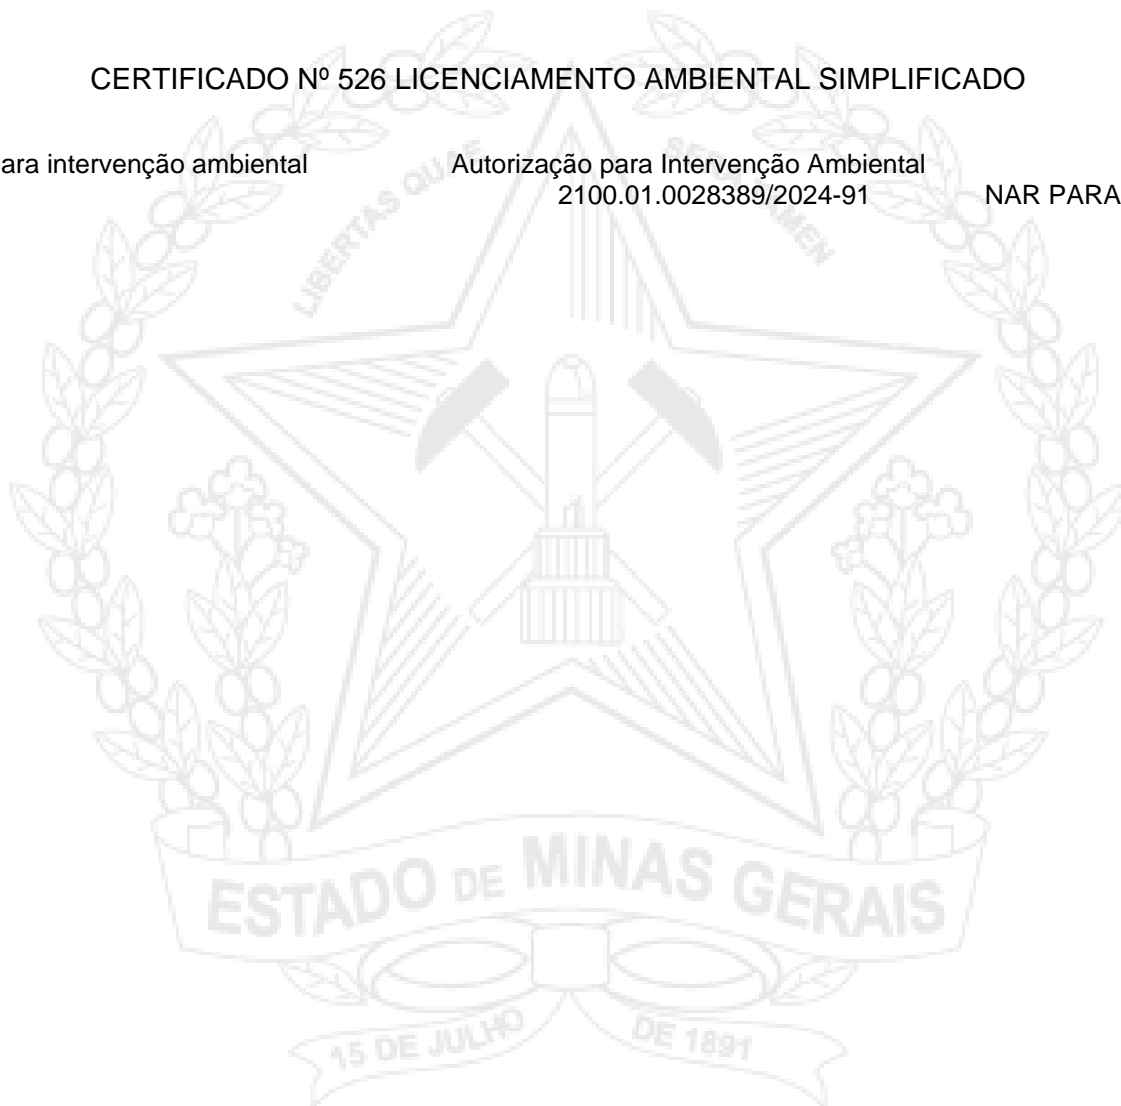 CERTIFICADO Nº 526 LICENCIAMENTO AMBIENTAL SIMPLIFICADO
ara intervenção ambiental Autorização para Intervenção Ambiental
2100.01.0028389/2024-91 NAR PARA
LIBERTAS QUAE SERA TAMEN
ESTADO DE MINAS GERAIS
15 DE JULHO DE 1891